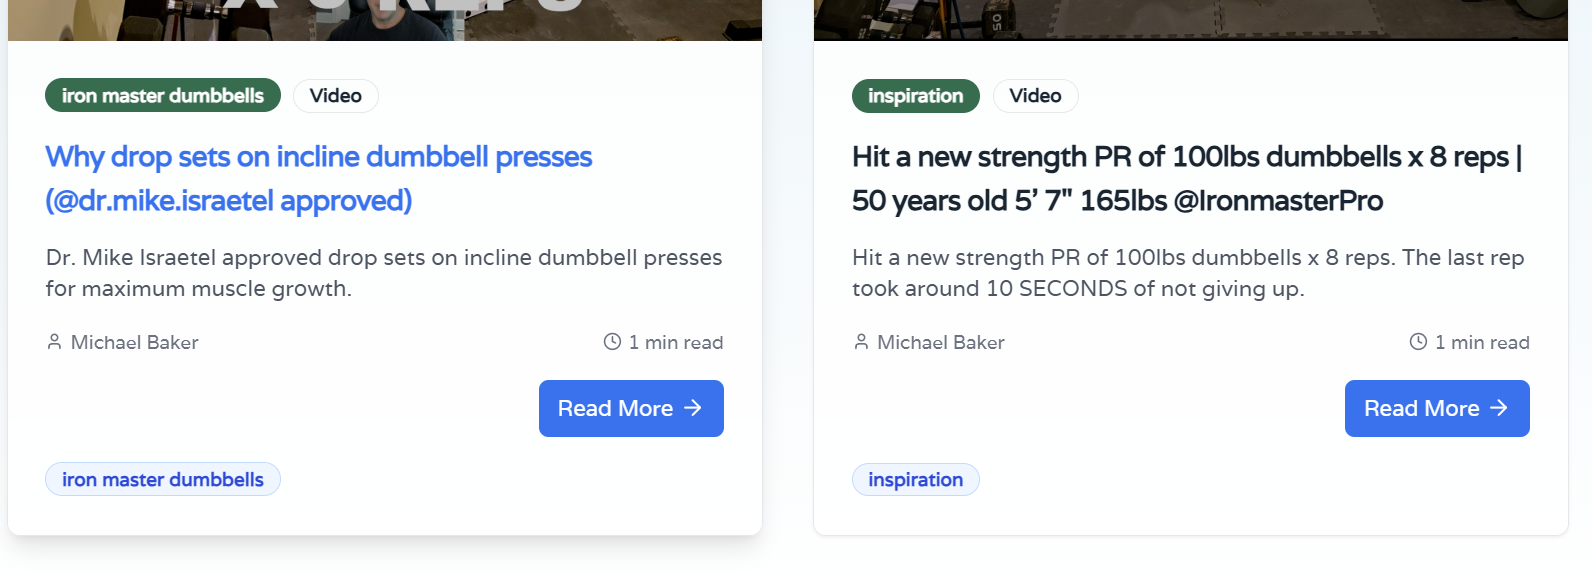 iron master dumbbells
Video
Why drop sets on incline dumbbell presses
(@dr.mike.israetel approved)
Dr. Mike Israetel approved drop sets on incline dumbbell presses
for maximum muscle growth.
Michael Baker
1 min read
Read More
iron master dumbbells
50
inspiration
Video
Hit a new strength PR of 100lbs dumbbells x 8 reps |
50 years old 5’ 7" 165lbs @IronmasterPro
Hit a new strength PR of 100lbs dumbbells x 8 reps. The last rep
took around 10 SECONDS of not giving up.
Michael Baker
1 min read
Read More
inspiration